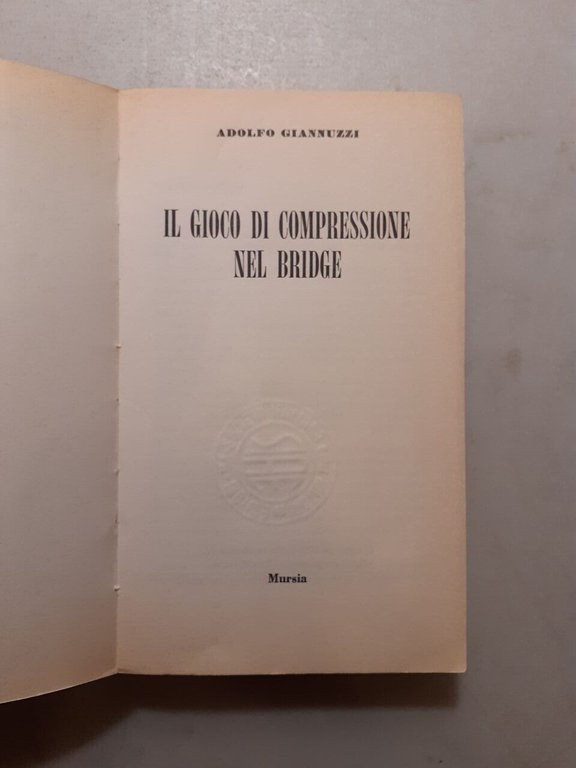 ADOLFO GIANNUZZI
IL GIOCO DI COMPRESSIONE
NEL BRIDGE
Mursia